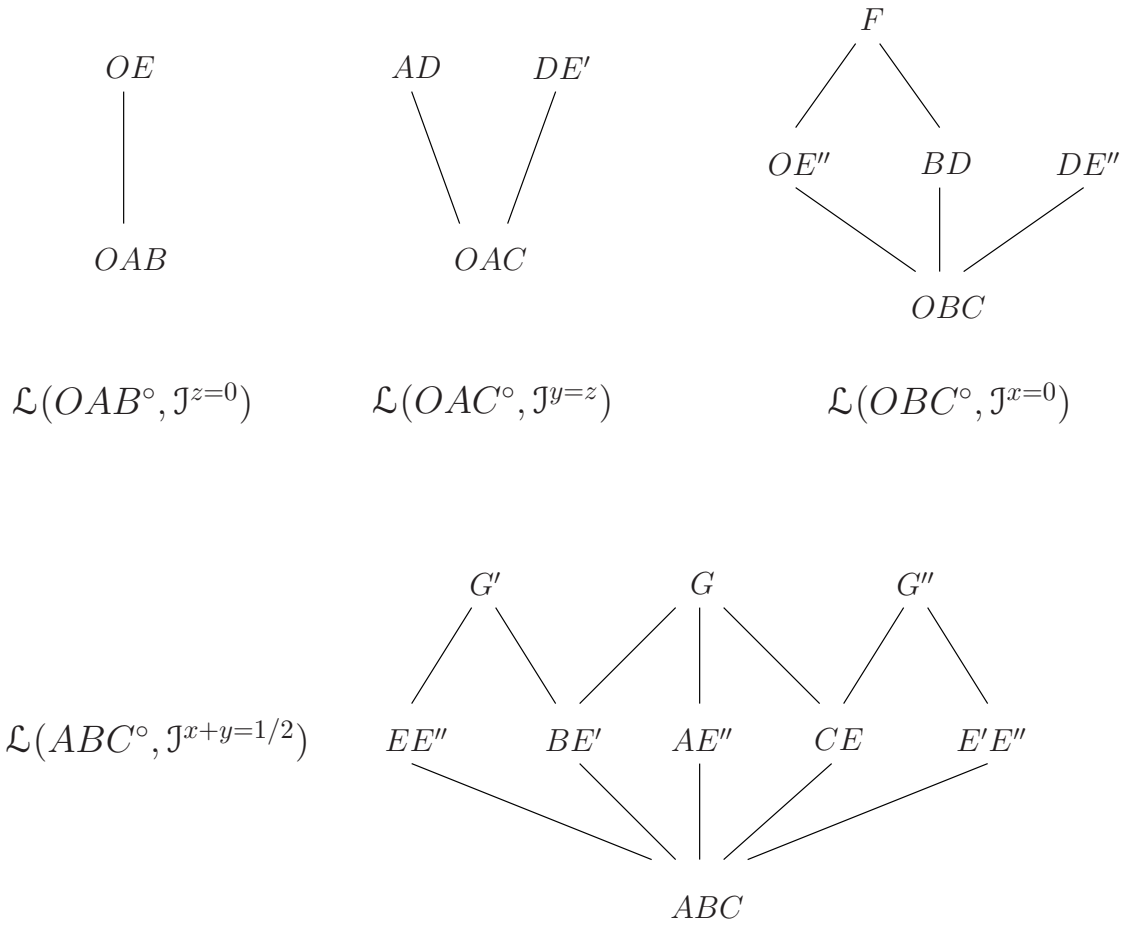 F
OE AD DE′
OE″ BD DE″
OAB OAC
OBC
𝔏(OAB°, ℑ^{z=0}) 𝔏(OAC°, ℑ^{y=z}) 𝔏(OBC°, ℑ^{x=0})
G′ G G″
𝔏(ABC°, ℑ^{x+y=1/2}) EE″ BE′ AE″ CE E′E″
ABC